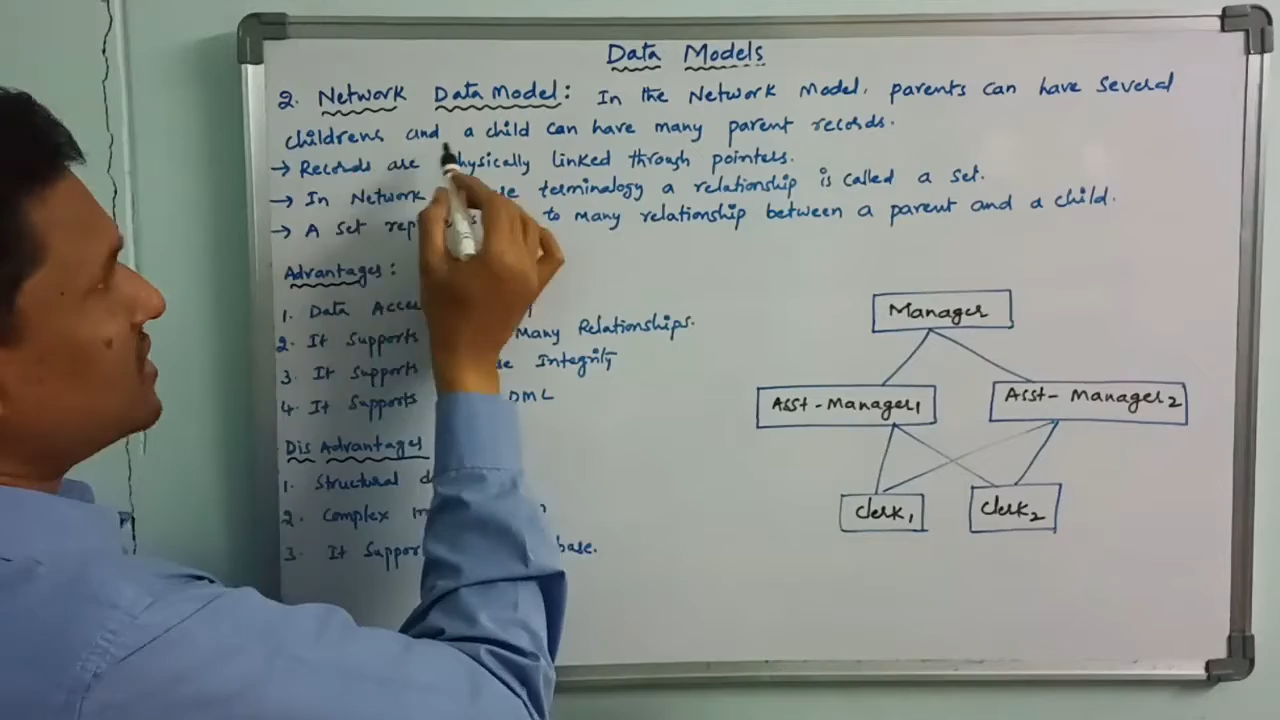 Data Models
2. Network Data Model: In the Network Model, parents can have several
childrens and a child can have many parent records.
→ Records are physically linked through pointers.
→ In Network terminalogy a relationship is called a set.
→ A set to many relationship between a parent and a child.
Advantages:
1. Data
2. It Supports Many Relationships.
3. It Supports Integrity
4. It Supports DML
Dis Advantages
1. Structural
2. Complex
3. It
Manager
Asst-Manager1 Asst-Manager2
Clerk1 Clerk2